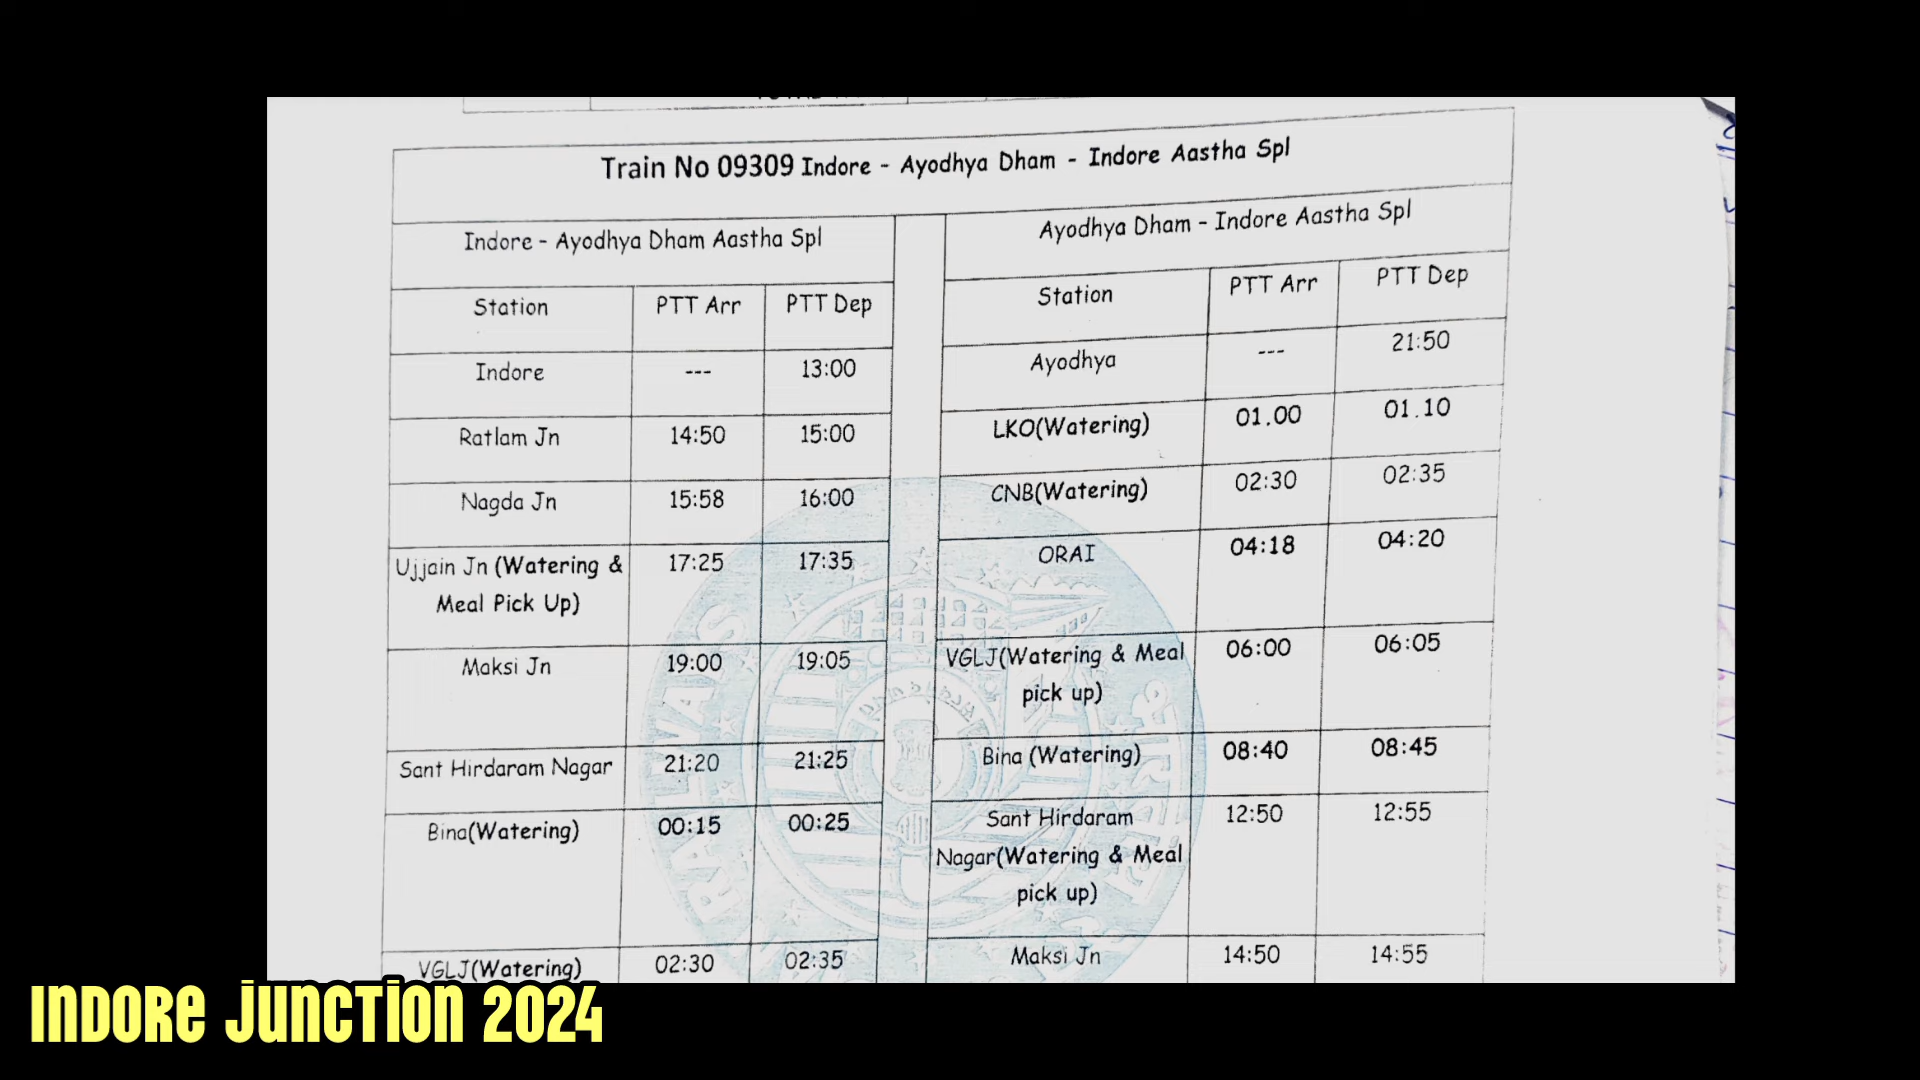 Train No 09309 Indore - Ayodhya Dham - Indore Aastha Spl
Indore - Ayodhya Dham Aastha Spl
Station PTT Arr PTT Dep
Indore --- 13:00
Ratlam Jn 14:50 15:00
Nagda Jn 15:58 16:00
Ujjain Jn (Watering &
Meal Pick Up) 17:25 17:35
Maksi Jn 19:00 19:05
Sant Hirdaram Nagar 21:20 21:25
Bina(Watering) 00:15 00:25
VGLJ(Watering) 02:30 02:35
Ayodhya Dham - Indore Aastha Spl
Station PTT Arr PTT Dep
Ayodhya --- 21:50
LKO(Watering) 01.00 01.10
CNB(Watering) 02:30 02:35
ORAI 04:18 04:20
VGLJ(Watering & Meal
pick up) 06:00 06:05
Bina (Watering) 08:40 08:45
Sant Hirdaram
Nagar(Watering & Meal
pick up) 12:50 12:55
Maksi Jn 14:50 14:55
INDORE JUNCTION 2024